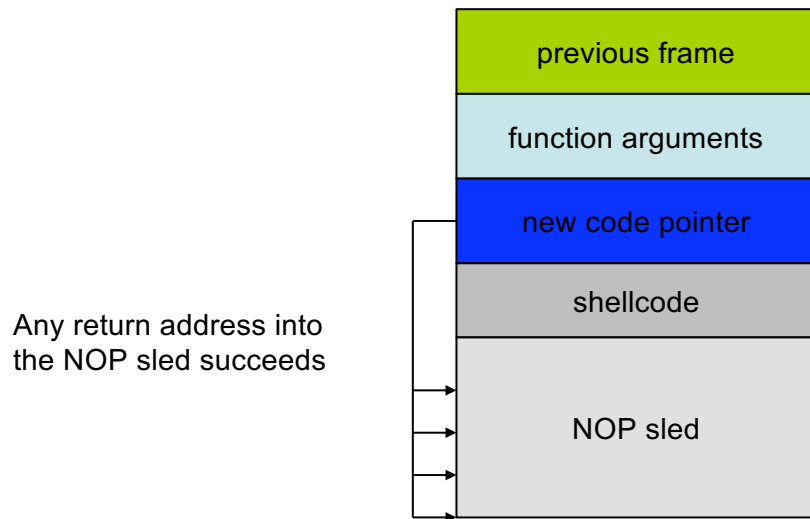 previous frame
function arguments
new code pointer
shellcode
Any return address into
the NOP sled succeeds
NOP sled